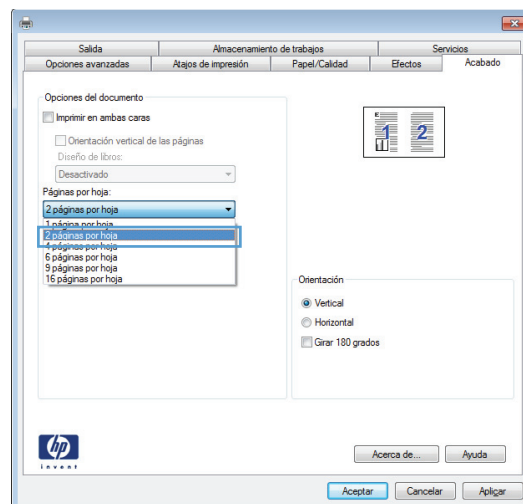 Salida Almacenamiento de trabajos Servicios
Opciones avanzadas Atajos de impresión Papel/Calidad Efectos Acabado
Opciones del documento
Imprimir en ambas caras
Orientación vertical de las páginas
Diseño de libros:
Desactivado
Páginas por hoja:
2 páginas por hoja
1 página por hoja
2 páginas por hoja
4 páginas por hoja
6 páginas por hoja
9 páginas por hoja
16 páginas por hoja
1 2
Orientación
Vertical
Horizontal
Girar 180 grados
hp
invent
Acerca de... Ayuda
Aceptar Cancelar Aplicar